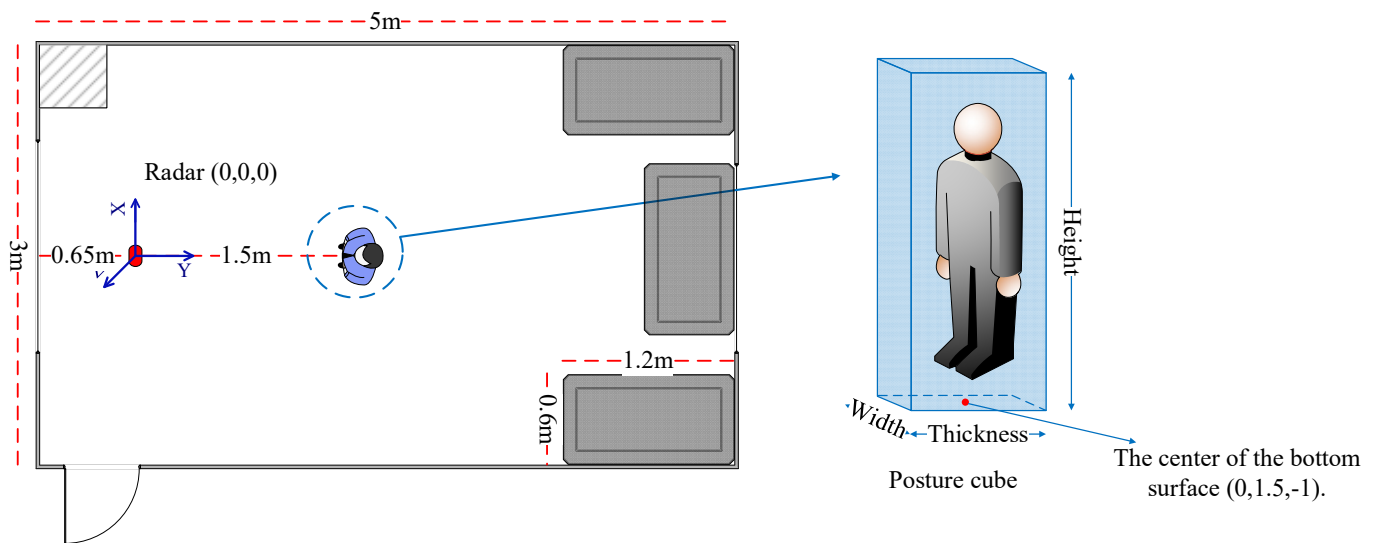 5m
Radar (0,0,0)
X
3m
0.65m
1.5m
Y
1.2m
0.6m
Height
Width
Thickness
Posture cube
The center of the bottom
surface (0,1.5,-1).